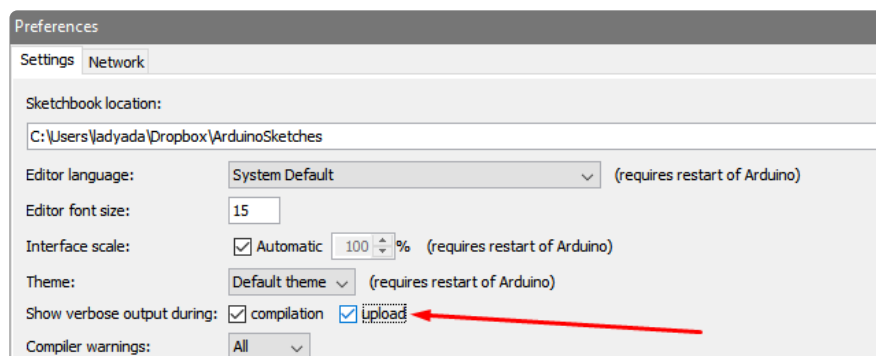 Preferences
Settings Network
Sketchbook location:
C:\Users\ladyada\Dropbox\ArduinoSketches
Editor language: System Default (requires restart of Arduino)
Editor font size: 15
Interface scale: Automatic 100 % (requires restart of Arduino)
Theme: Default theme (requires restart of Arduino)
Show verbose output during: compilation upload
Compiler warnings: All